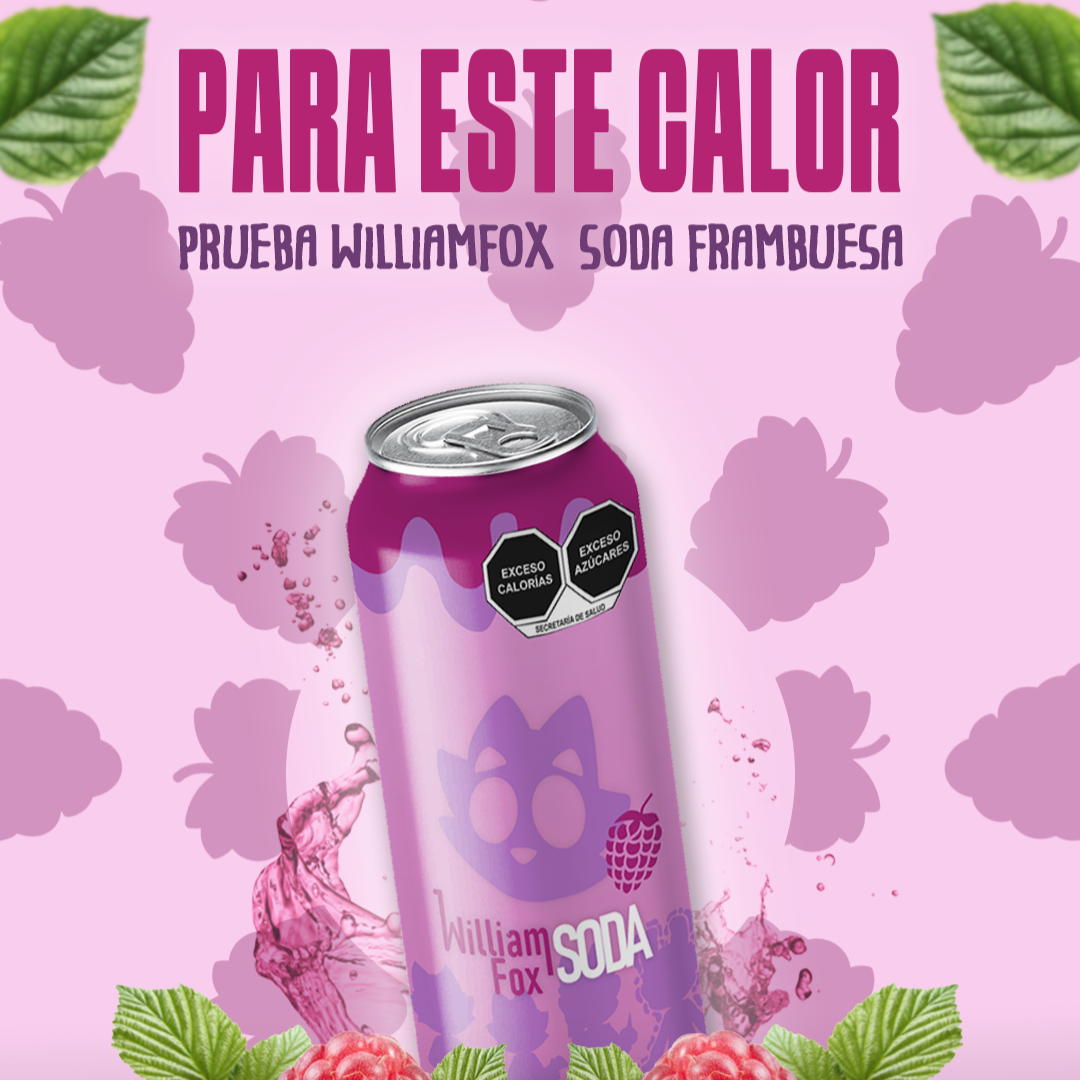 PARA ESTE CALOR
PRUEBA WILLIAMFOX SODA FRAMBUESA
EXCESO
CALORÍAS
EXCESO
AZÚCARES
SECRETARÍA DE SALUD
William
Fox
SODA